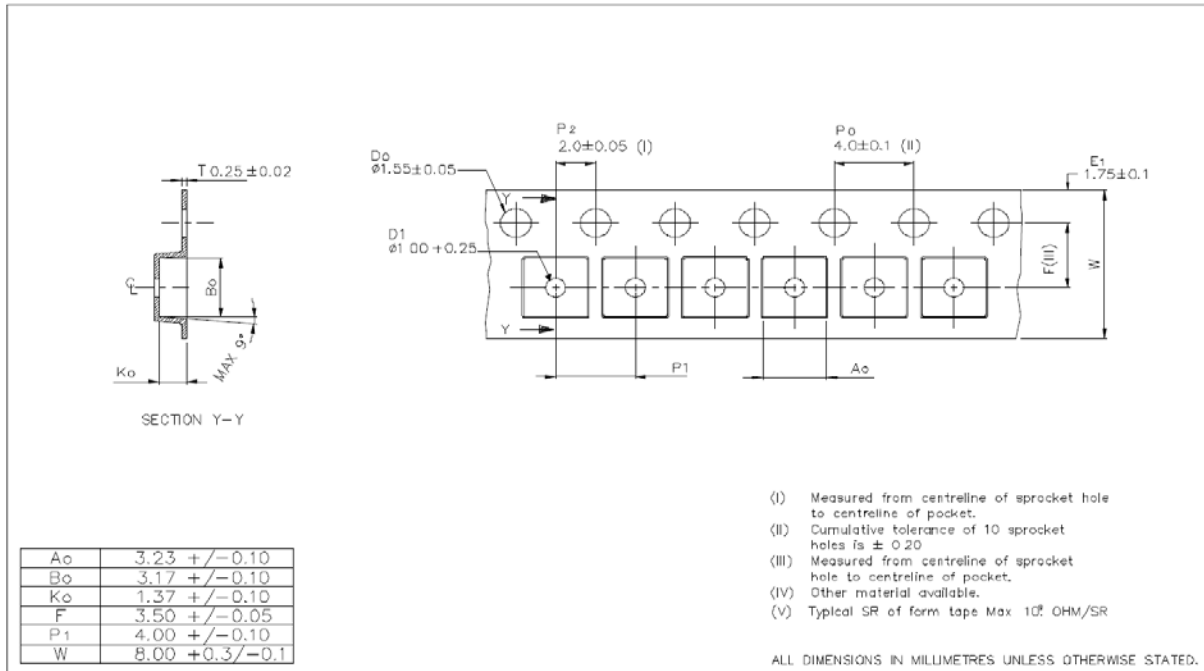 P2
2.0±0.05 (I)
Po
4.0±0.1 (II)
Do
ø1.55±0.05
E1
1.75±0.1
T 0.25±0.02
Y
D1
ø1 00 +0.25
F(III)
W
Bo
Y
MAX 9°
Ko
P1
Ao
SECTION Y-Y
Ao 3.23 +/-0.10
Bo 3.17 +/-0.10
Ko 1.37 +/-0.10
F 3.50 +/-0.05
P1 4.00 +/-0.10
W 8.00 +0.3/-0.1
(I) Measured from centreline of sprocket hole
to centreline of pocket.
(II) Cumulative tolerance of 10 sprocket
holes is ± 0 20
(III) Measured from centreline of sprocket
hole to centreline of pocket.
(IV) Other material available.
(V) Typical SR of form tape Max OHM/SR
ALL DIMENSIONS IN MILLIMETRES UNLESS OTHERWISE STATED.